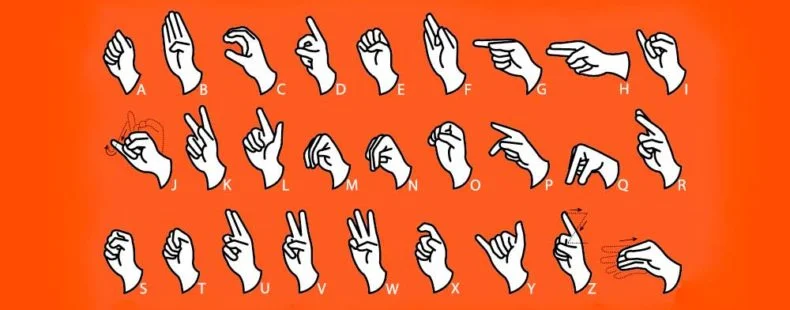 A B C D E F G H I
J K L M N O P Q R
S T U V W X Y Z